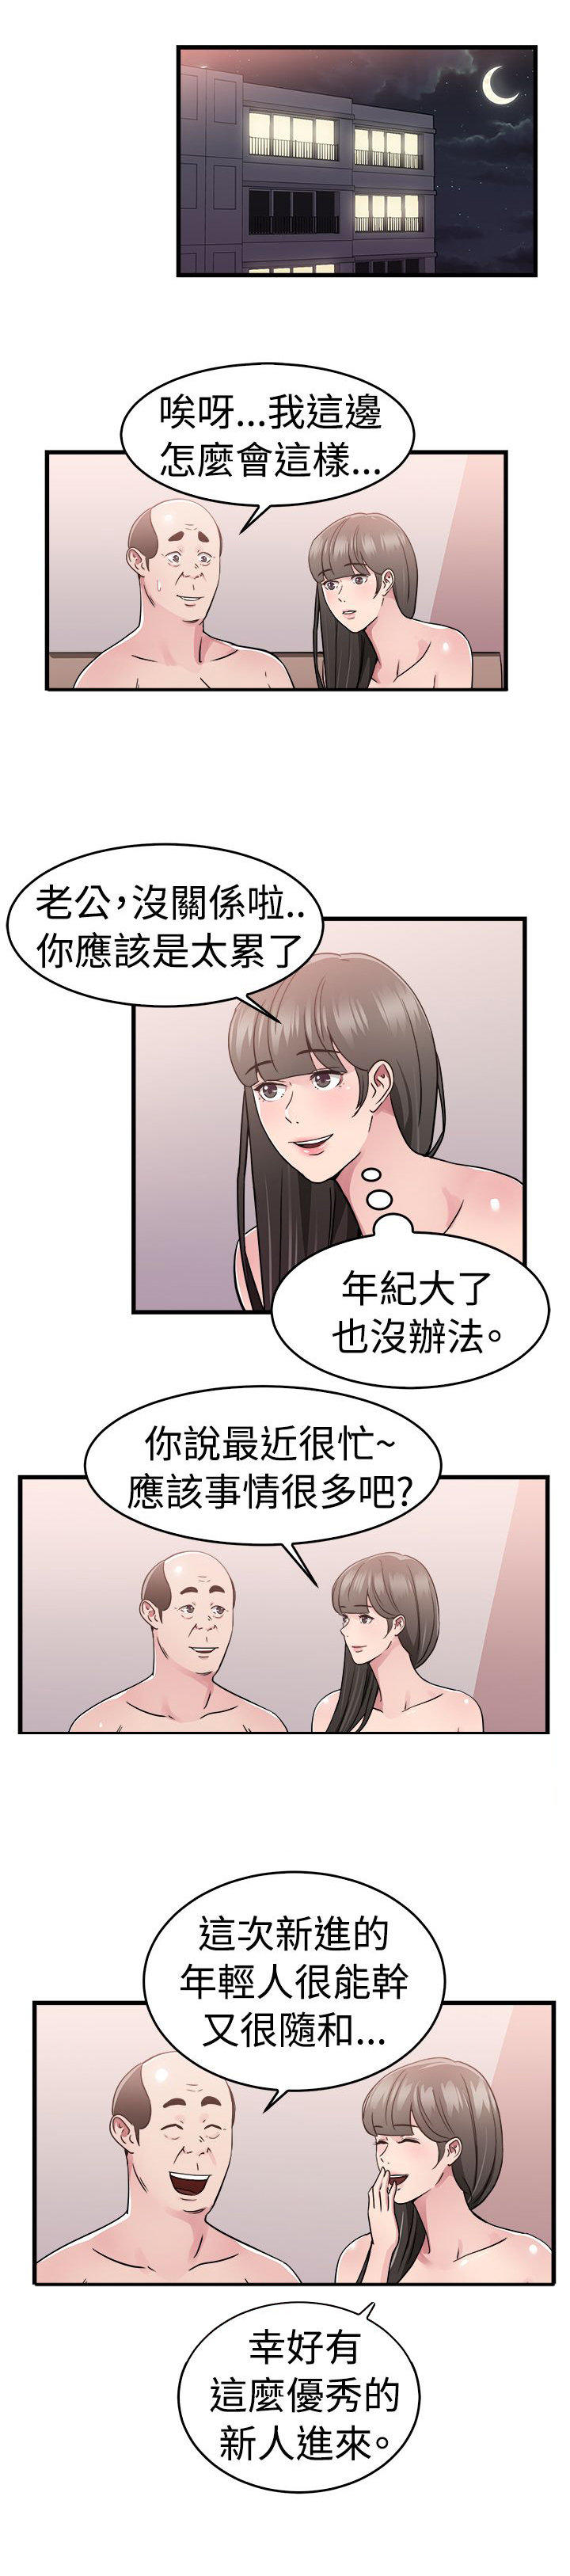 唉呀...我這邊
怎麼會這樣...
老公,沒關係啦..
你應該是太累了
年紀大了
也沒辦法。
你說最近很忙~
應該事情很多吧?
這次新進的
年輕人很能幹
又很隨和...
幸好有
這麼優秀的
新人進來。